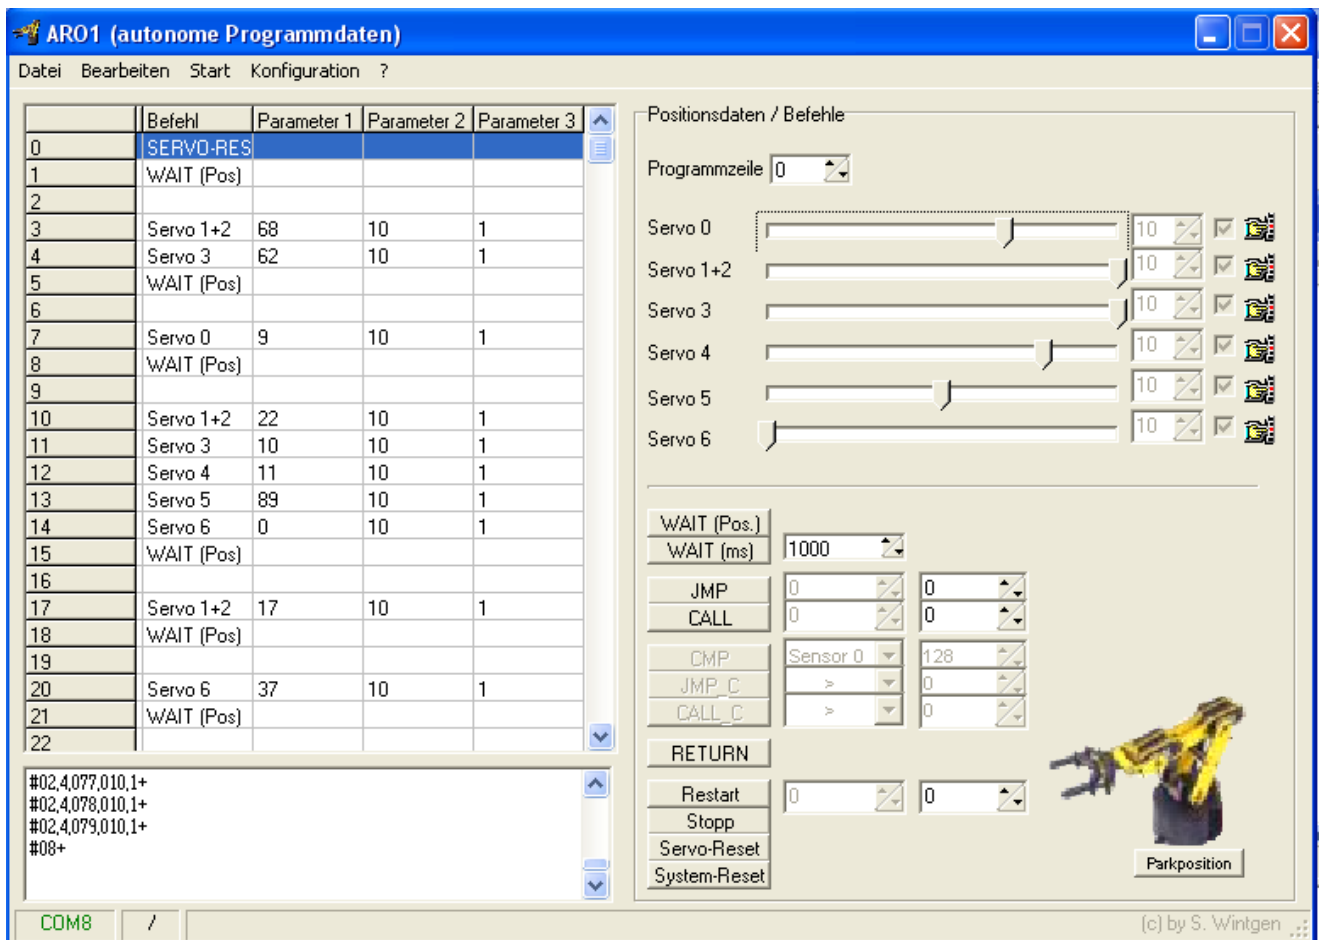 ARO1 (autonome Programmdaten)
Datei Bearbeiten Start Konfiguration ?
Befehl Parameter 1 Parameter 2 Parameter 3
0 SERVO-RES
1 WAIT (Pos)
2
3 Servo 1+2 68 10 1
4 Servo 3 62 10 1
5 WAIT (Pos)
6
7 Servo 0 9 10 1
8 WAIT (Pos)
9
10 Servo 1+2 22 10 1
11 Servo 3 10 10 1
12 Servo 4 11 10 1
13 Servo 5 89 10 1
14 Servo 6 0 10 1
15 WAIT (Pos)
16
17 Servo 1+2 17 10 1
18 WAIT (Pos)
19
20 Servo 6 37 10 1
21 WAIT (Pos)
22
#02,4,077,010,1+
#02,4,078,010,1+
#02,4,079,010,1+
#08+
Positionsdaten / Befehle
Programmzeile 0
Servo 0 10
Servo 1+2 10
Servo 3 10
Servo 4 10
Servo 5 10
Servo 6 10
WAIT (Pos.)
WAIT (ms) 1000
JMP 0 0
CALL 0 0
CMP Sensor 0 128
JMP_C > 0
CALL_C > 0
RETURN
Restart 0 0
Stopp
Servo-Reset
System-Reset
Parkposition
COM8 / (c) by S. Wintgen